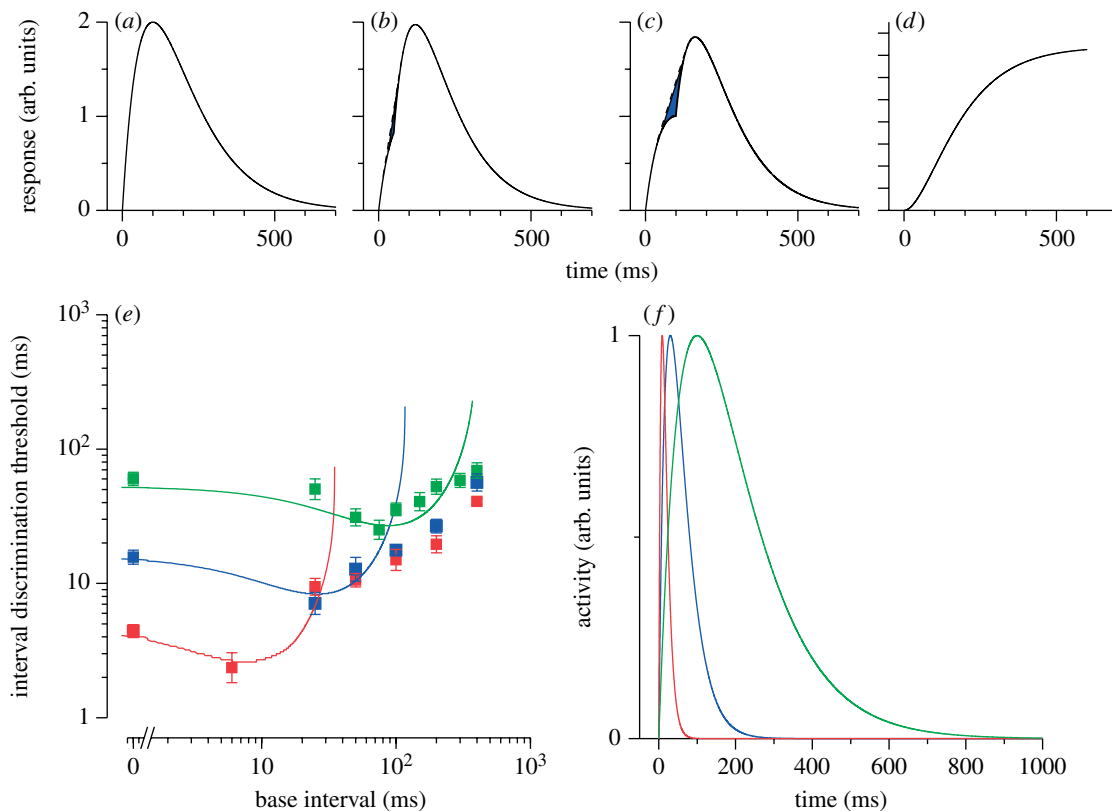 (a) (b) (c) (d)
response (arb. units)
2
1
0
0 500 0 500 0 500 0 500
time (ms)
(e)
interval discrimination threshold (ms)
10³
10²
10
1
0 10 10² 10³
base interval (ms)
(f)
activity (arb. units)
1
0
0 200 400 600 800 1000
time (ms)